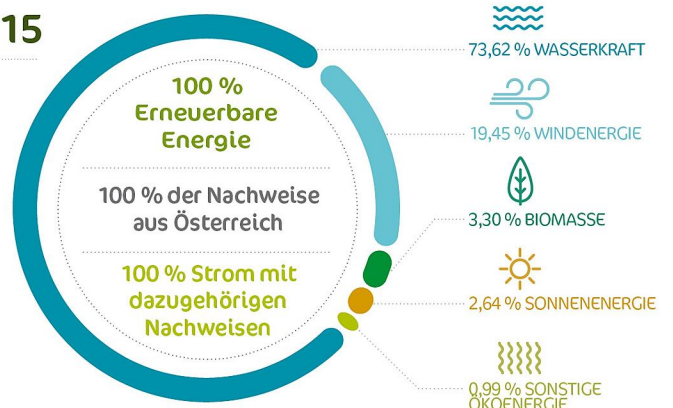 15
100 %
Erneuerbare
Energie
100 % der Nachweise
aus Österreich
100 % Strom mit
dazugehörigen
Nachweisen
73,62 % WASSERKRAFT
19,45 % WINDENERGIE
3,30 % BIOMASSE
2,64 % SONNENENERGIE
0,99 % SONSTIGE
ÖKOENERGIE